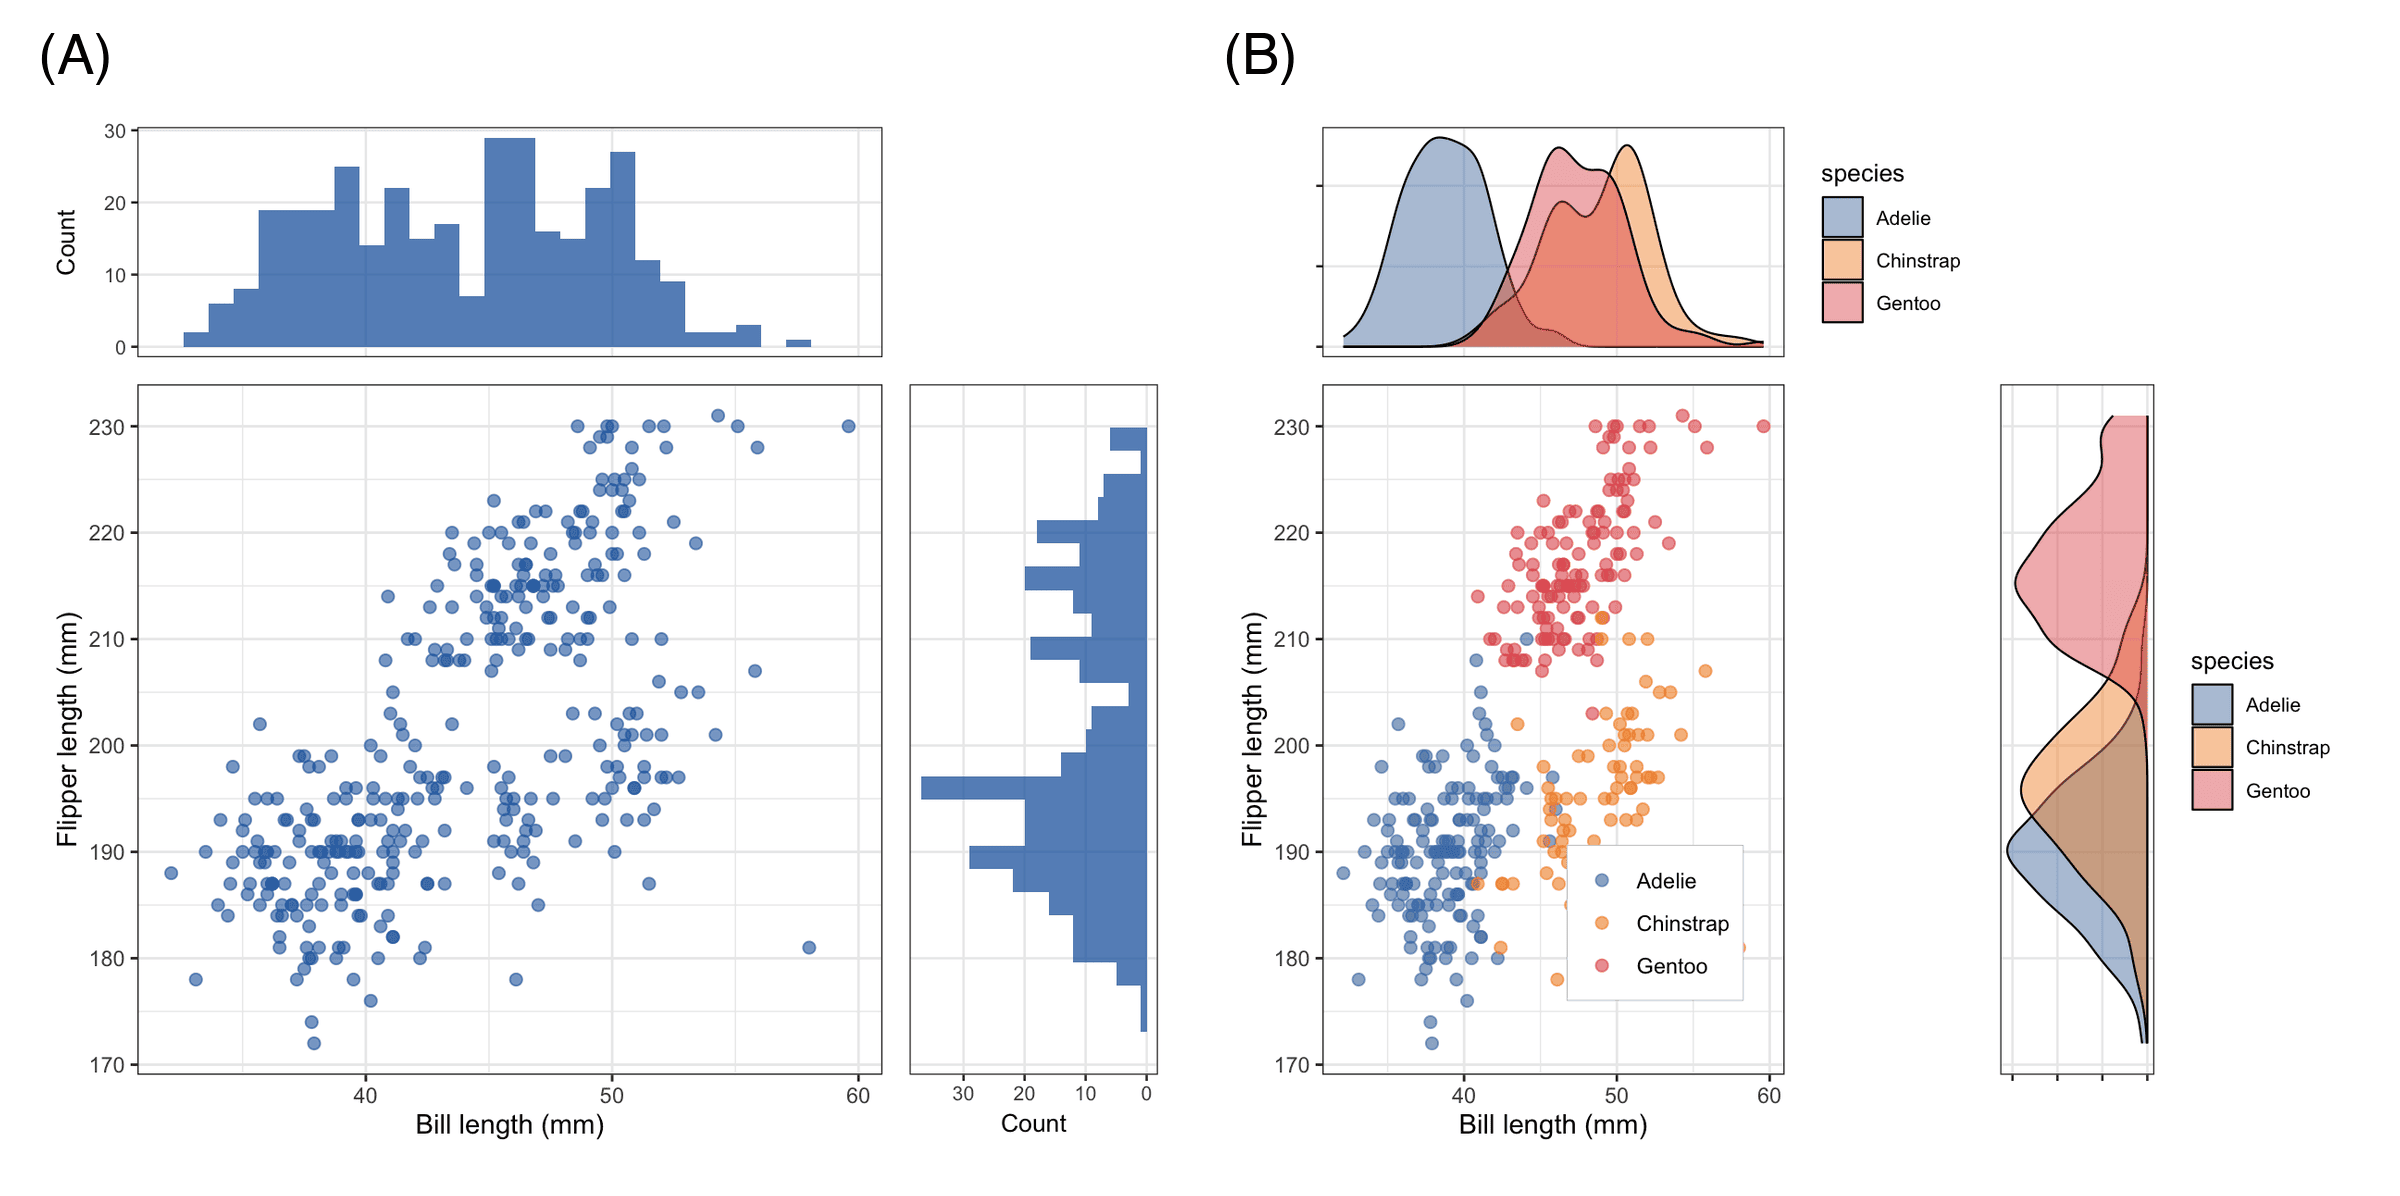 (A)
(B)
30
20
10
0
Count
species
Adelie
Chinstrap
Gentoo
230
220
210
200
190
180
170
Flipper length (mm)
40
50
60
Bill length (mm)
30
20
10
0
Count
230
220
210
200
190
180
170
Flipper length (mm)
Adelie
Chinstrap
Gentoo
40
50
60
Bill length (mm)
species
Adelie
Chinstrap
Gentoo